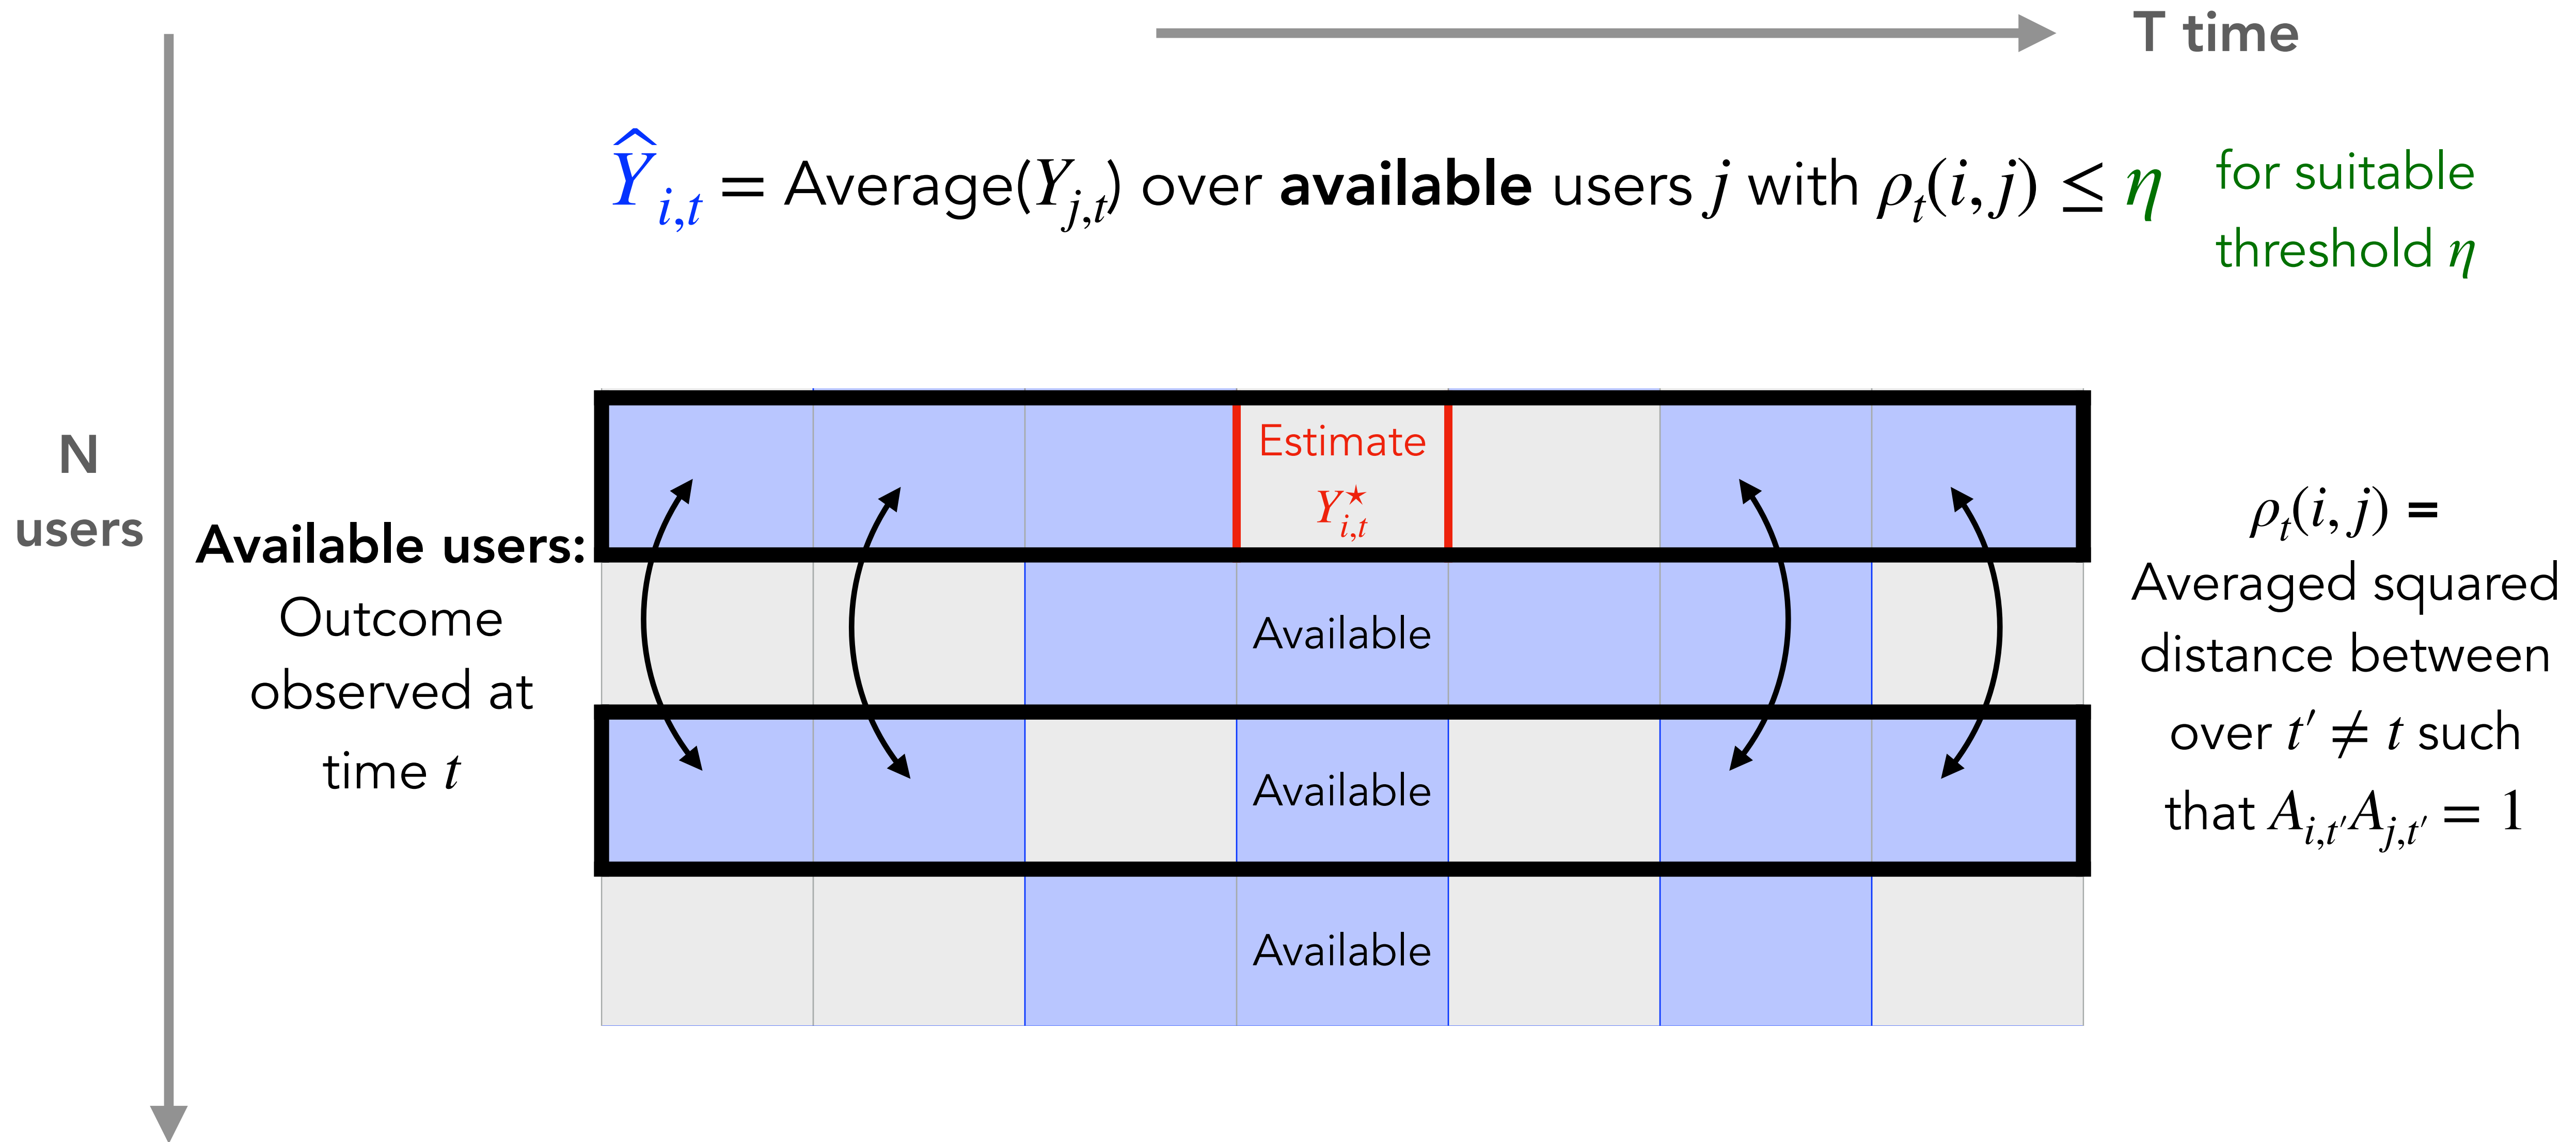 T time
Ŷ_{i,t} = Average(Y_{j,t}) over available users j with ρ_t(i, j) ≤ η
for suitable
threshold η
N
users
Available users:
Outcome
observed at
time t
Estimate
Y^⋆_{i,t}
Available
Available
Available
ρ_t(i, j) =
Averaged squared
distance between
over t′ ≠ t such
that A_{i,t′}A_{j,t′} = 1